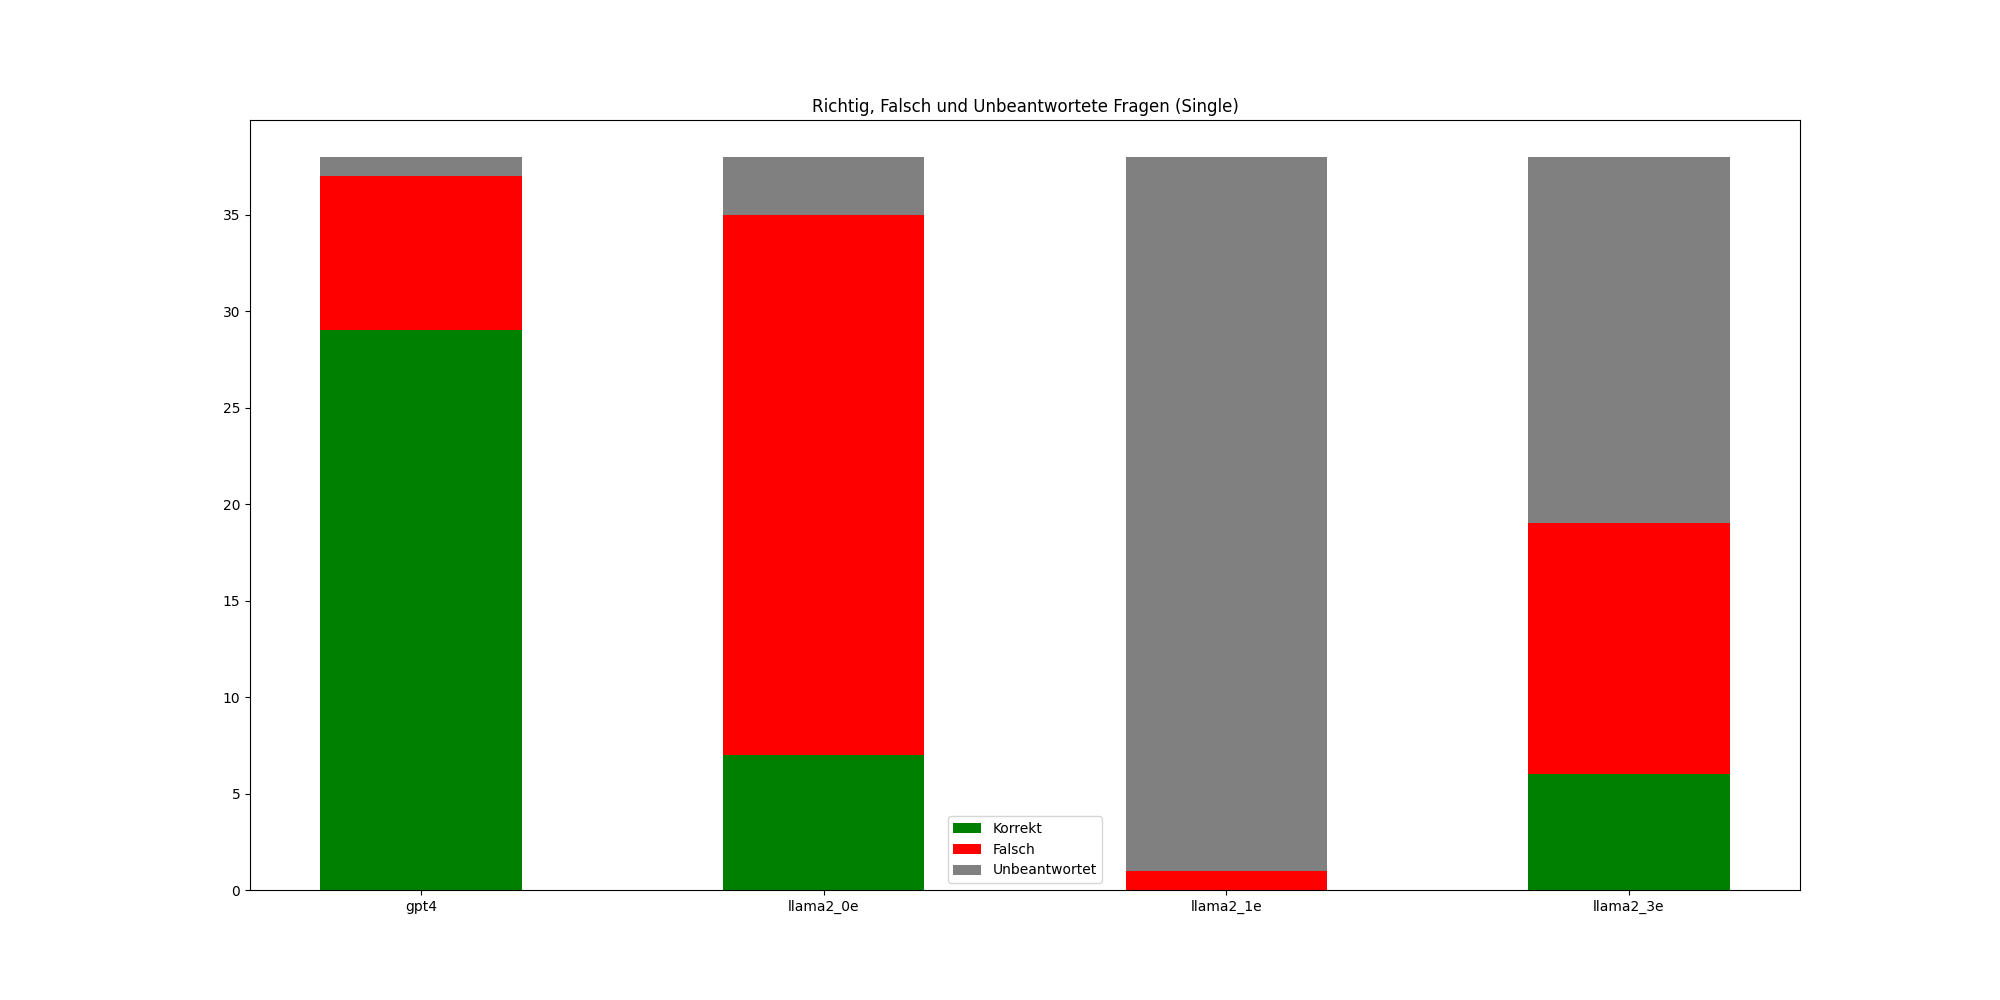 Richtig, Falsch und Unbeantwortete Fragen (Single)
35
30
25
20
15
10
5
0
Korrekt
Falsch
Unbeantwortet
gpt4 llama2_0e llama2_1e llama2_3e